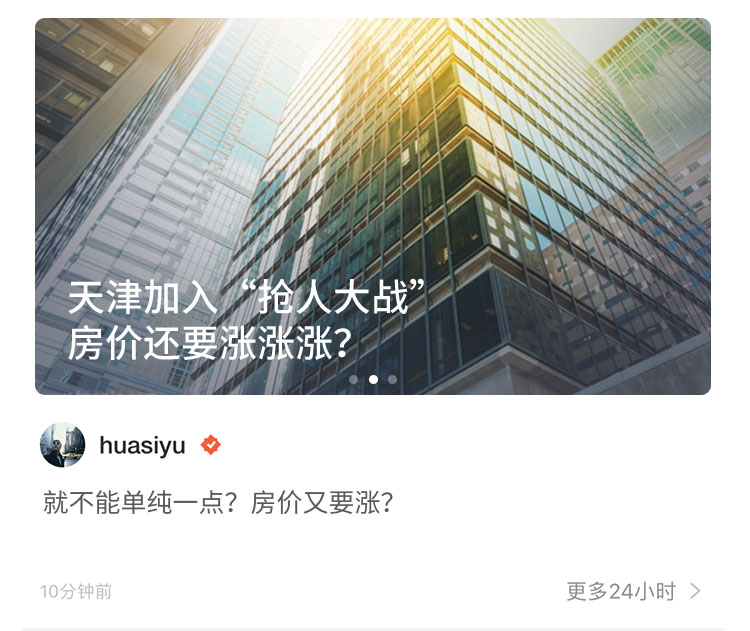 天津加入“抢人大战”
房价还要涨涨涨？
huasiyu
就不能单纯一点？房价又要涨？
10分钟前
更多24小时